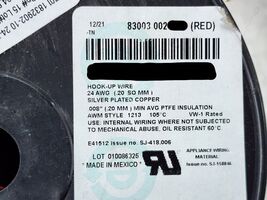 12/21
-TN
83003 002
(RED)
HOOK-UP WIRE
24 AWG (.20 SQ MM)
SILVER PLATED COPPER
.008" (.20 MM) MIN AVG PTFE INSULATION
AWM STYLE 1213 105°C VW-1 Rated
USE: INTERNAL WIRING WHERE NOT SUBJECTED
TO MECHANICAL ABUSE, OIL RESISTANT 60°C
E41512 Issue no. SJ-418,006
LOT 010086325
"MADE IN MEXICO"
APPLIANCE WIRING
MATERIAL